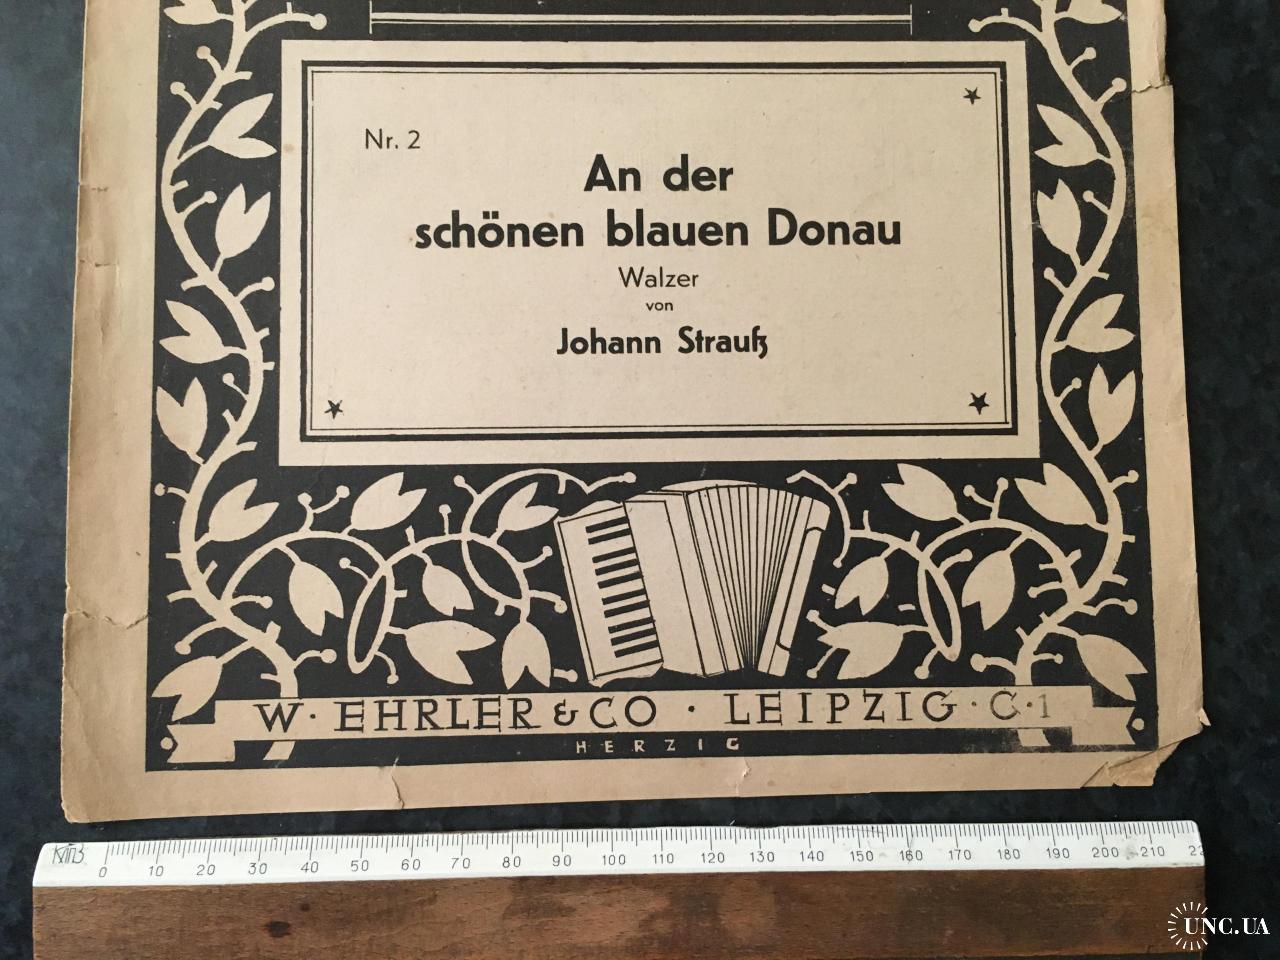 Nr. 2
An der
schönen blauen Donau
Walzer
von
Johann Strauß
W · EHRLER & CO · LEIPZIG · C · 1
HERZIG
0 10 20 30 40 50 60 70 80 90 100 110 120 130 140 150 160 170 180 190 200 210 22
UNC.UA